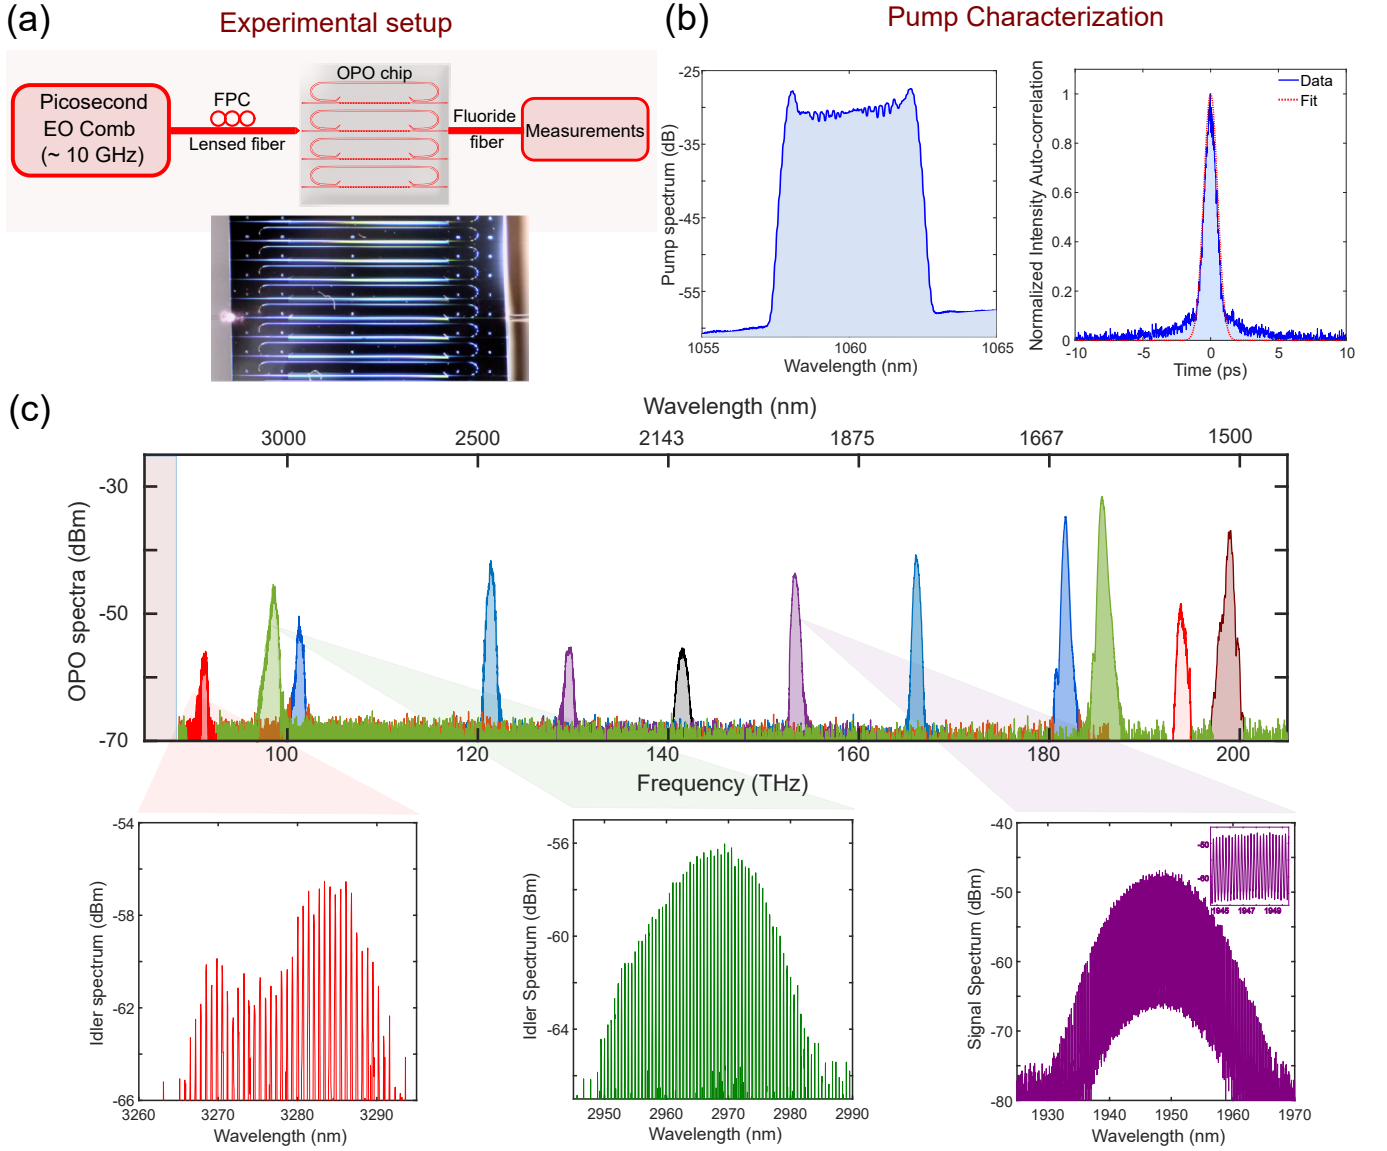 (a)
Experimental setup
Picosecond
EO Comb
(~ 10 GHz)
FPC
Lensed fiber
OPO chip
Fluoride
fiber
Measurements
(b)
Pump Characterization
-25
-35
-45
-55
Pump spectrum (dB)
1055
1060
1065
Wavelength (nm)
Normalized Intensity Auto-correlation
1
0.8
0.6
0.4
0.2
0
Data
Fit
-10
-5
0
5
10
Time (ps)
(c)
Wavelength (nm)
3000
2500
2143
1875
1667
1500
OPO spectra (dBm)
-30
-50
-70
100
120
140
160
180
200
Frequency (THz)
Idler spectrum (dBm)
-54
-58
-62
-66
3260
3270
3280
3290
Wavelength (nm)
Idler Spectrum (dBm)
-56
-60
-64
2950
2960
2970
2980
2990
Wavelength (nm)
Signal Spectrum (dBm)
-40
-50
-60
-70
-80
-50
-60
1945
1947
1949
1930
1940
1950
1960
1970
Wavelength (nm)